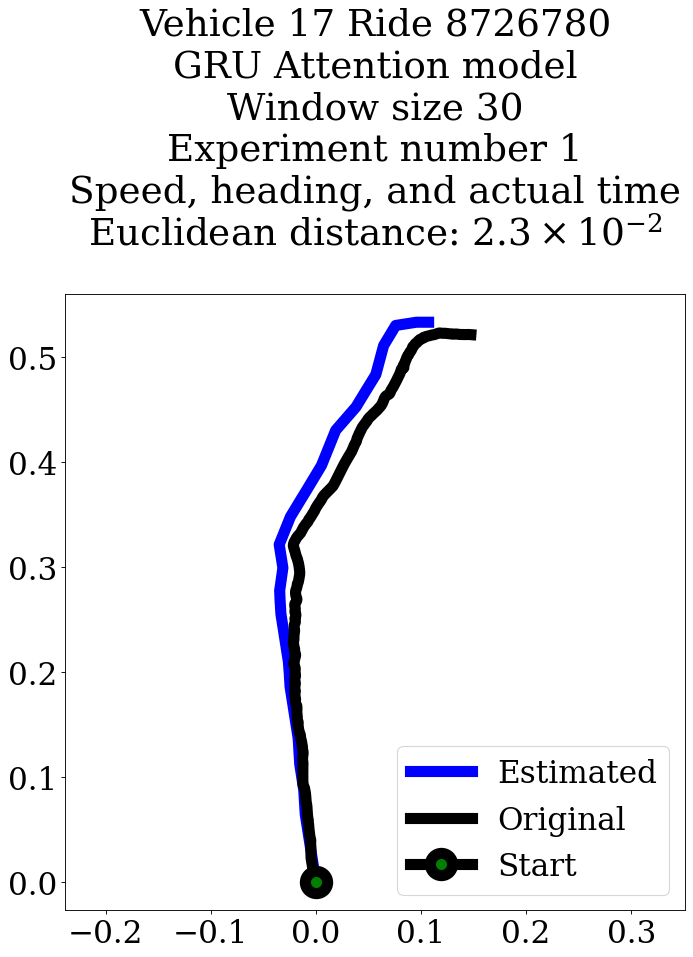 Vehicle 17 Ride 8726780
GRU Attention model
Window size 30
Experiment number 1
Speed, heading, and actual time
Euclidean distance: 2.3 × 10⁻²
0.5
0.4
0.3
0.2
0.1
0.0
Estimated
Original
Start
−0.2 −0.1 0.0 0.1 0.2 0.3